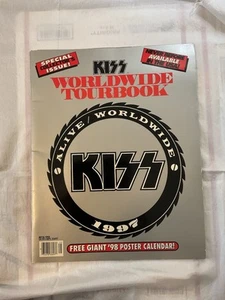 SPECIAL
ISSUE!
KISS
AVAILABLE
WORLDWIDE
TOURBOOK
ALIVE/WORLDWIDE
KISS
1997
FREE GIANT '98 POSTER CALENDAR!